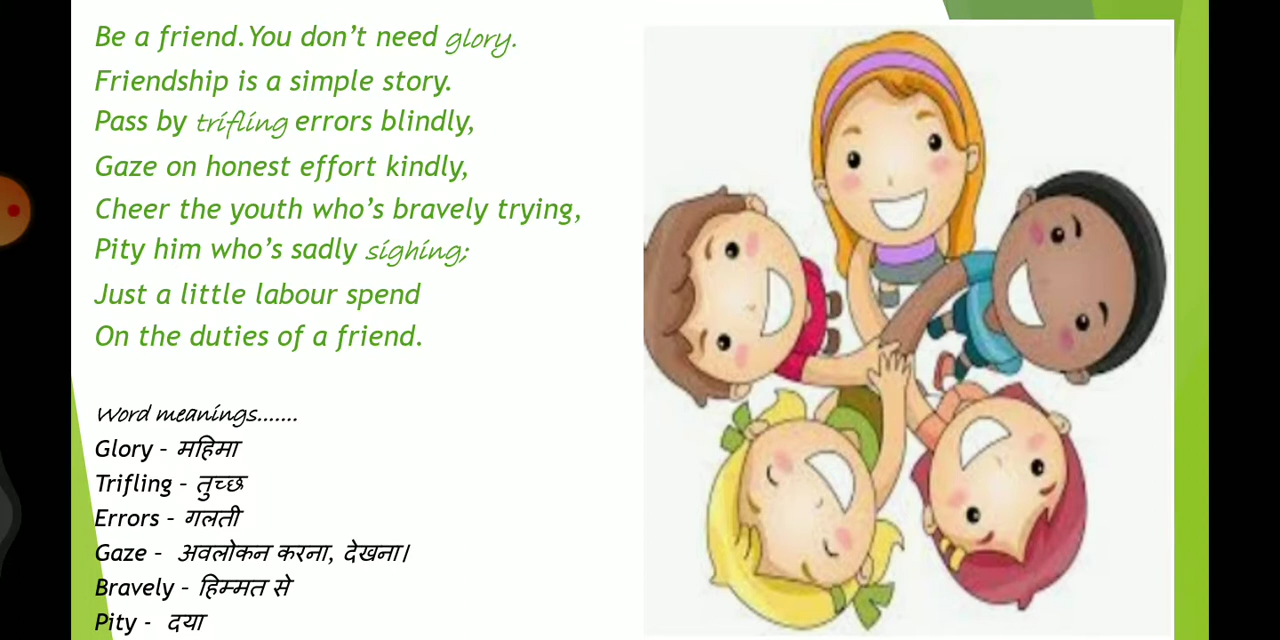 Be a friend.You don't need glory.
Friendship is a simple story.
Pass by trifling errors blindly,
Gaze on honest effort kindly,
Cheer the youth who's bravely trying,
Pity him who's sadly sighing;
Just a little labour spend
On the duties of a friend.
Word meanings.......
Glory - महिमा
Trifling - तुच्छ
Errors - गलती
Gaze - अवलोकन करना, देखना।
Bravely - हिम्मत से
Pity - दया